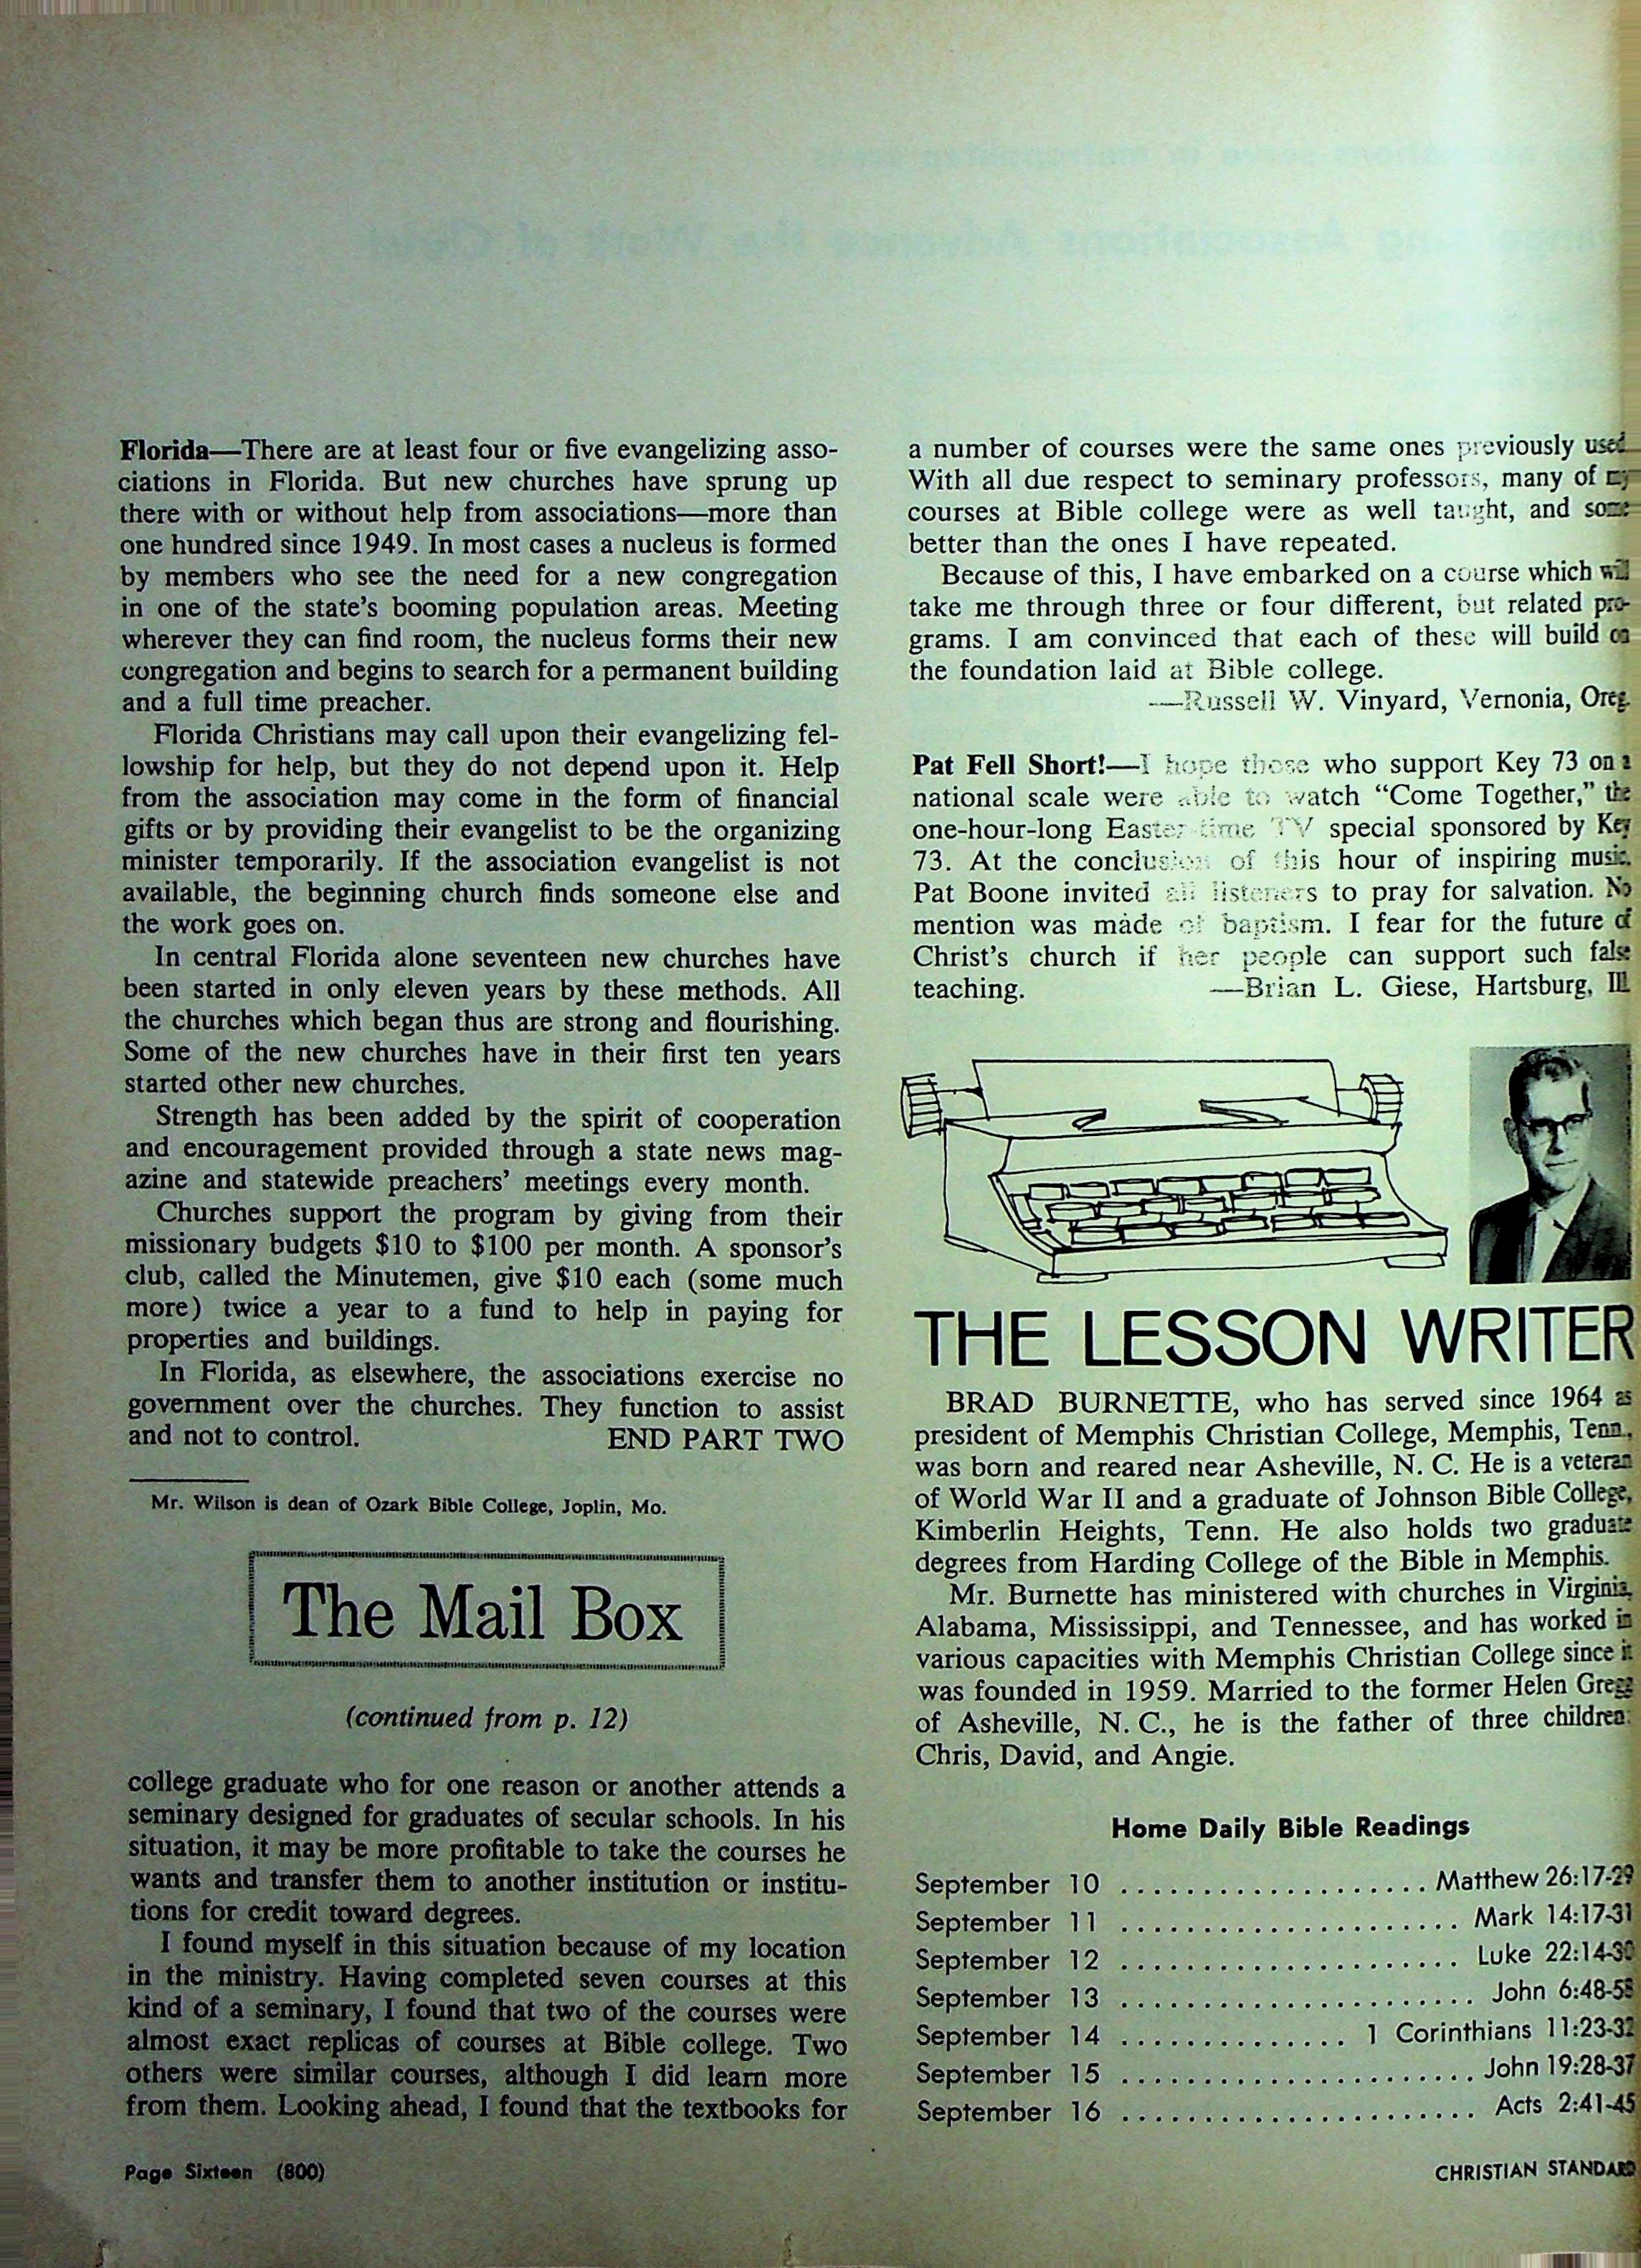 Florida—There are at least four or five evangelizing asso-
ciations in Florida. But new churches have sprung up
there with or without help from associations—more than
one hundred since 1949. In most cases a nucleus is formed
by members who see the need for a new congregation
in one of the state's booming population areas. Meeting
wherever they can find room, the nucleus forms their new
congregation and begins to search for a permanent building
and a full time preacher.
Florida Christians may call upon their evangelizing fel-
lowship for help, but they do not depend upon it. Help
from the association may come in the form of financial
gifts or by providing their evangelist to be the organizing
minister temporarily. If the association evangelist is not
available, the beginning church finds someone else and
the work goes on.
In central Florida alone seventeen new churches have
been started in only eleven years by these methods. All
the churches which began thus are strong and flourishing.
Some of the new churches have in their first ten years
started other new churches.
Strength has been added by the spirit of cooperation
and encouragement provided through a state news mag-
azine and statewide preachers' meetings every month.
Churches support the program by giving from their
missionary budgets $10 to $100 per month. A sponsor's
club, called the Minutemen, give $10 each (some much
more) twice a year to a fund to help in paying for
properties and buildings.
In Florida, as elsewhere, the associations exercise no
government over the churches. They function to assist
and not to control. END PART TWO
Mr. Wilson is dean of Ozark Bible College, Joplin, Mo.
The Mail Box
(continued from p. 12)
college graduate who for one reason or another attends a
seminary designed for graduates of secular schools. In his
situation, it may be more profitable to take the courses he
wants and transfer them to another institution or institu-
tions for credit toward degrees.
I found myself in this situation because of my location
in the ministry. Having completed seven courses at this
kind of a seminary, I found that two of the courses were
almost exact replicas of courses at Bible college. Two
others were similar courses, although I did learn more
from them. Looking ahead, I found that the textbooks for
a number of courses were the same ones previously used.
With all due respect to seminary professors, many of my
courses at Bible college were as well taught, and some
better than the ones I have repeated.
Because of this, I have embarked on a course which will
take me through three or four different, but related pro-
grams. I am convinced that each of these will build on
the foundation laid at Bible college.
—Russell W. Vinyard, Vernonia, Oreg.
Pat Fell Short!—I hope those who support Key 73 on a
national scale were able to watch "Come Together," the
one-hour-long Easter-time TV special sponsored by Key
73. At the conclusion of this hour of inspiring music,
Pat Boone invited all listeners to pray for salvation. No
mention was made of baptism. I fear for the future of
Christ's church if her people can support such false
teaching. —Brian L. Giese, Hartsburg, Ill.
THE LESSON WRITER
BRAD BURNETTE, who has served since 1964 as
president of Memphis Christian College, Memphis, Tenn.,
was born and reared near Asheville, N. C. He is a veteran
of World War II and a graduate of Johnson Bible College,
Kimberlin Heights, Tenn. He also holds two graduate
degrees from Harding College of the Bible in Memphis.
Mr. Burnette has ministered with churches in Virginia,
Alabama, Mississippi, and Tennessee, and has worked in
various capacities with Memphis Christian College since it
was founded in 1959. Married to the former Helen Gregg
of Asheville, N. C., he is the father of three children:
Chris, David, and Angie.
Home Daily Bible Readings
September 10 ................... Matthew 26:17-29
September 11 ..................... Mark 14:17-31
September 12 ..................... Luke 22:14-30
September 13 ...................... John 6:48-58
September 14 .............. 1 Corinthians 11:23-32
September 15 ...................... John 19:28-37
September 16 ...................... Acts 2:41-45
Page Sixteen (800)
CHRISTIAN STANDARD